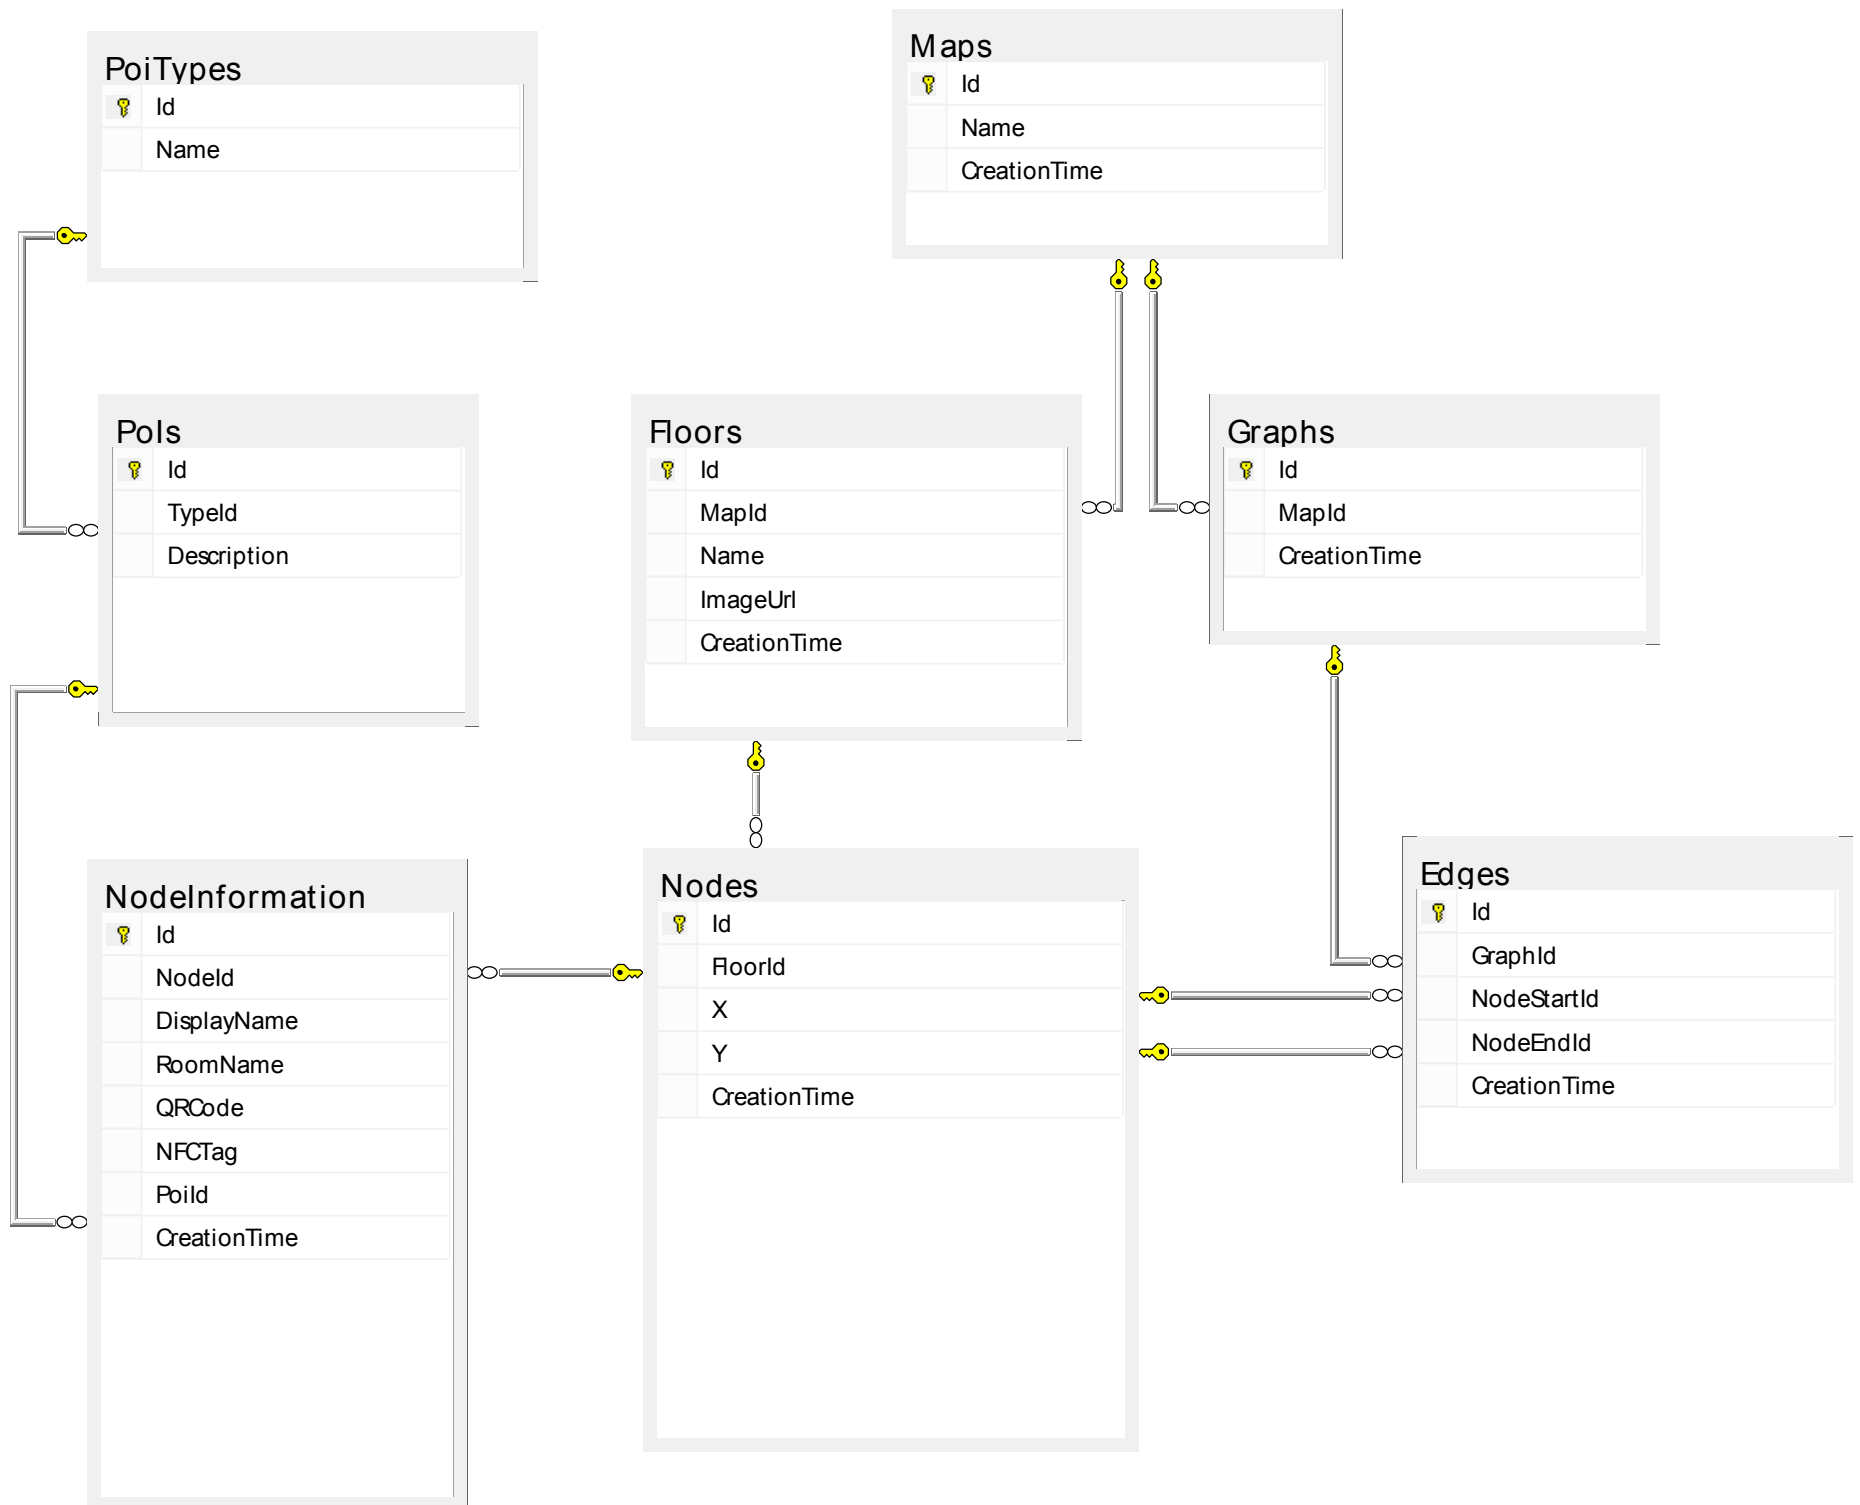 PoiTypes
Id
Name
Maps
Id
Name
CreationTime
PoIs
Id
TypeId
Description
Floors
Id
MapId
Name
ImageUrl
CreationTime
Graphs
Id
MapId
CreationTime
NodeInformation
Id
NodeId
DisplayName
RoomName
QRCode
NFCTag
PoiId
CreationTime
Nodes
Id
FloorId
X
Y
CreationTime
Edges
Id
GraphId
NodeStartId
NodeEndId
CreationTime